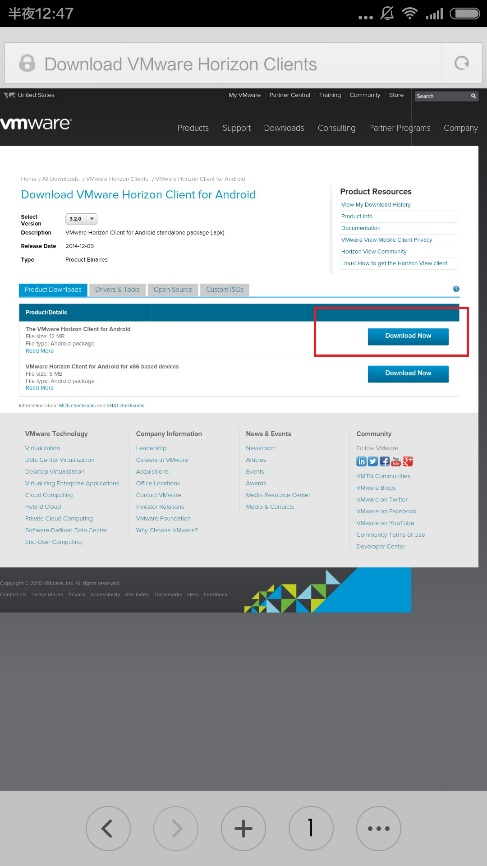 半夜12:47
Download VMware Horizon Clients
United States
My VMware
Partner Central
Training
Community
Store
Search
vmware
Products
Support
Downloads
Consulting
Partner Programs
Company
Home / All Downloads / VMware Horizon Clients / VMware Horizon Client for Android
Download VMware Horizon Client for Android
Select Version
3.2.0
Description
VMware Horizon Client for Android standalone package (.apk)
Release Date
2014-12-09
Type
Product Binaries
Product Resources
View My Download History
Product Info
Documentation
VMware View Mobile Client Privacy
Horizon View Community
Linux: How to get the Horizon View client
Product Downloads
Drivers & Tools
Open Source
Custom ISOs
Product/Details
The VMware Horizon Client for Android
File size: 12 MB
File type: Android package
Read More
Download Now
VMware Horizon Client for Android for x86 based devices
File size: 8 MB
File type: Android package
Read More
Download Now
Information about MD5 checksums and SHA1 checksums.
VMware Technology
Virtualization
Data Center Virtualization
Desktop Virtualization
Virtualizing Enterprise Applications
Cloud Computing
Hybrid Cloud
Private Cloud Computing
Software-Defined Data Center
End-User Computing
Company Information
Leadership
Careers at VMware
Acquisitions
Office Locations
Contact VMware
Investor Relations
VMware Foundation
Why Choose VMware?
News & Events
Newsroom
Articles
Events
Awards
Media Resource Center
Media & Contacts
Community
Follow VMware
VMTN Communities
VMware Blogs
VMware on Twitter
VMware on Facebook
VMware on YouTube
Community Terms of Use
Developer Center
Copyright © 2015 VMware, Inc. All rights reserved.
Contact Us
Terms of Use
Privacy
Accessibility
Site Index
Trademarks
Help
Feedback
1